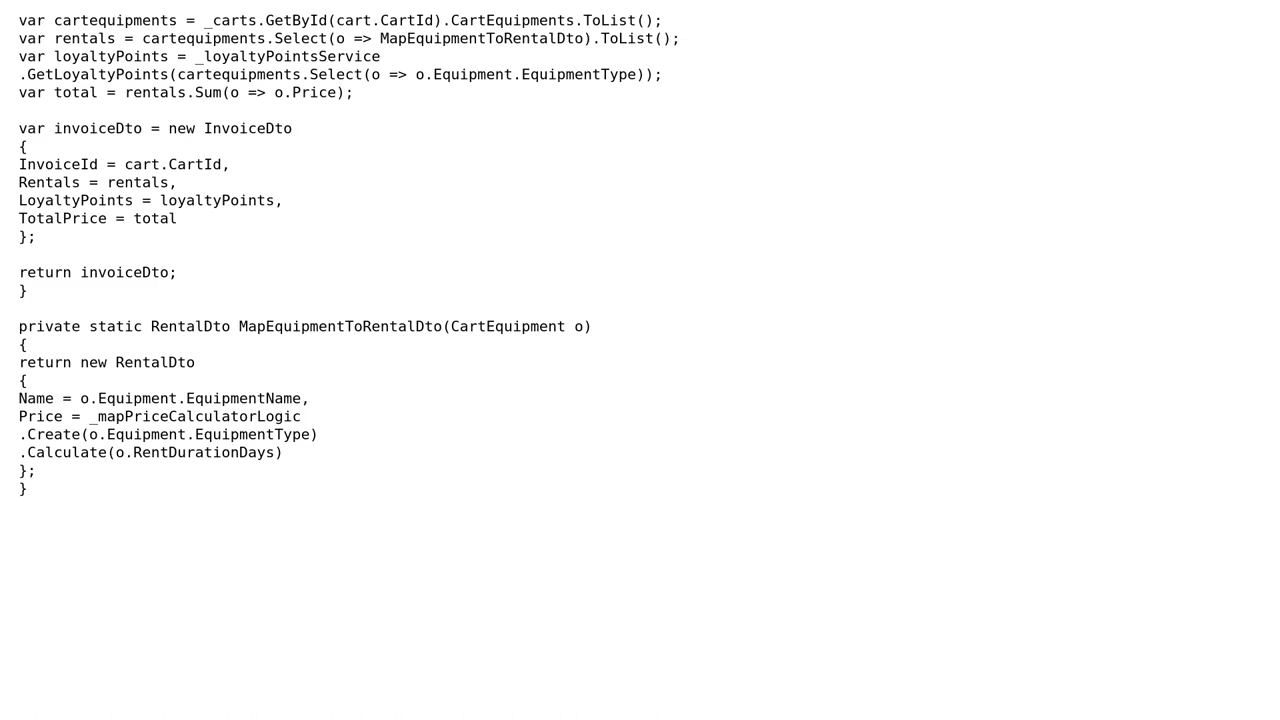 var cartequipments = _carts.GetById(cart.CartId).CartEquipments.ToList();
var rentals = cartequipments.Select(o => MapEquipmentToRentalDto).ToList();
var loyaltyPoints = _loyaltyPointsService
.GetLoyaltyPoints(cartequipments.Select(o => o.Equipment.EquipmentType));
var total = rentals.Sum(o => o.Price);

var invoiceDto = new InvoiceDto
{
InvoiceId = cart.CartId,
Rentals = rentals,
LoyaltyPoints = loyaltyPoints,
TotalPrice = total
};

return invoiceDto;
}

private static RentalDto MapEquipmentToRentalDto(CartEquipment o)
{
return new RentalDto
{
Name = o.Equipment.EquipmentName,
Price = _mapPriceCalculatorLogic
.Create(o.Equipment.EquipmentType)
.Calculate(o.RentDurationDays)
};
}